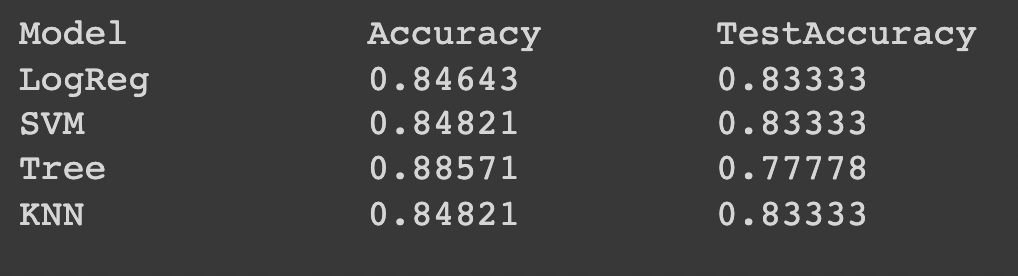 Model Accuracy TestAccuracy
LogReg 0.84643 0.83333
SVM 0.84821 0.83333
Tree 0.88571 0.77778
KNN 0.84821 0.83333